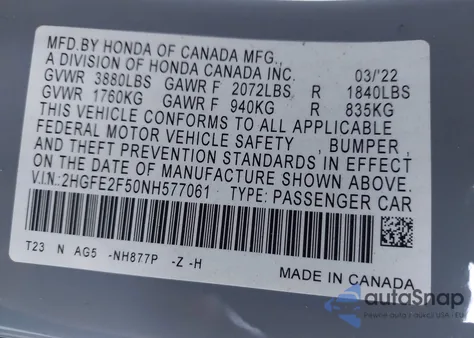 MFD.BY HONDA OF CANADA MFG.,
A DIVISION OF HONDA CANADA INC. 03/'22
GVWR 3880LBS GAWR F 2072LBS R 1840LBS
GVWR 1760KG GAWR F 940KG R 835KG
THIS VEHICLE CONFORMS TO ALL APPLICABLE
FEDERAL MOTOR VEHICLE SAFETY , BUMPER,
AND THEFT PREVENTION STANDARDS IN EFFECT
ON THE DATE OF MANUFACTURE SHOWN ABOVE.
V.I.N.:2HGFE2F50NH577061 TYPE: PASSENGER CAR
T23 N AG5 -NH877P -Z -H
MADE IN CANADA
autoSnap